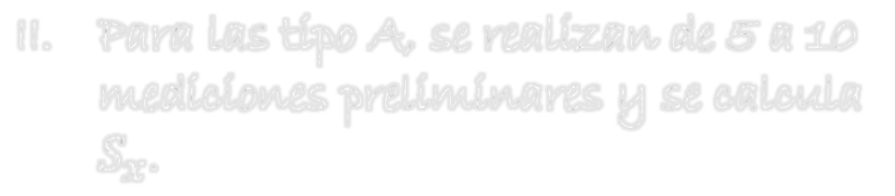 ii. Para las tipo A, se realizan de 5 a 10
mediciones preliminares y se calcula
Sx.